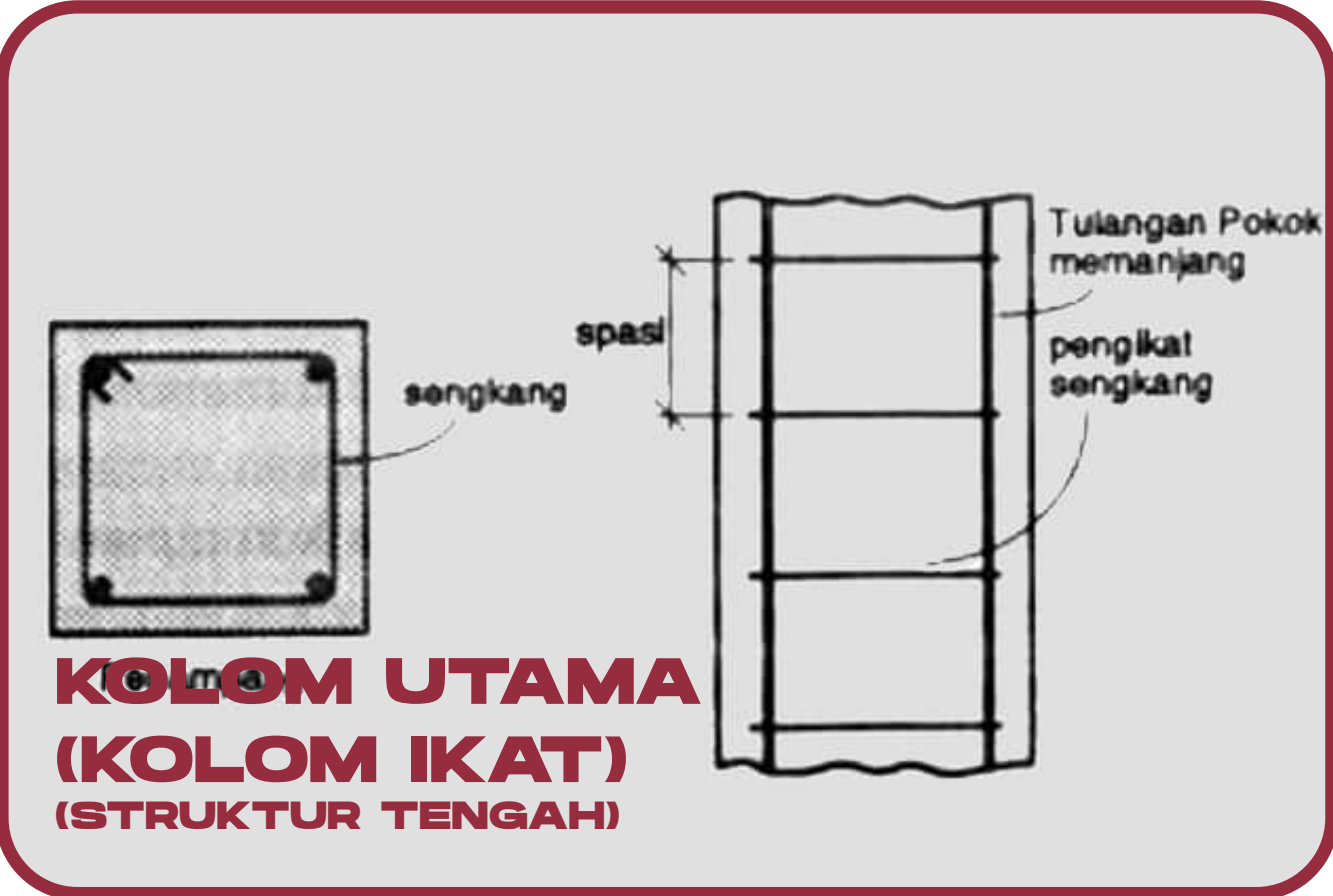 Tulangan Pokok
memanjang
spasi
pengikat
sengkang
sengkang
KOLOM UTAMA
(KOLOM IKAT)
(STRUKTUR TENGAH)